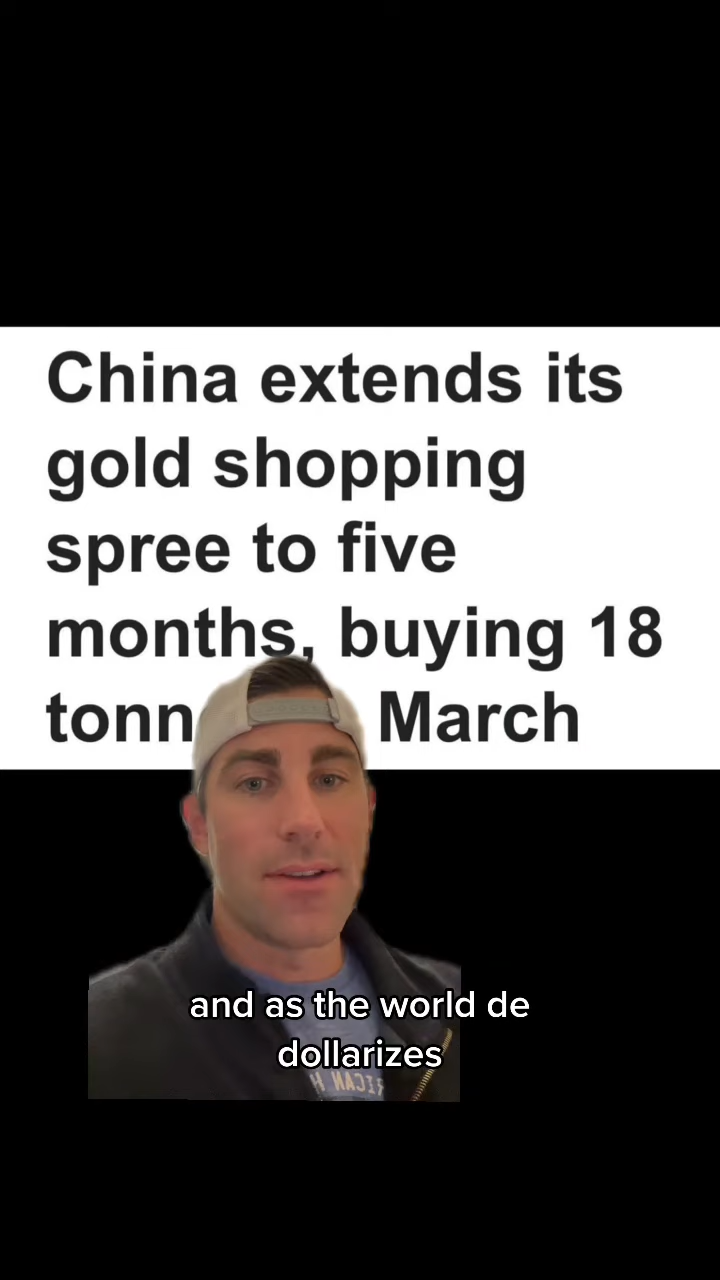 China extends its
gold shopping
spree to five
months, buying 18
tonn March
and as the world de
dollarizes